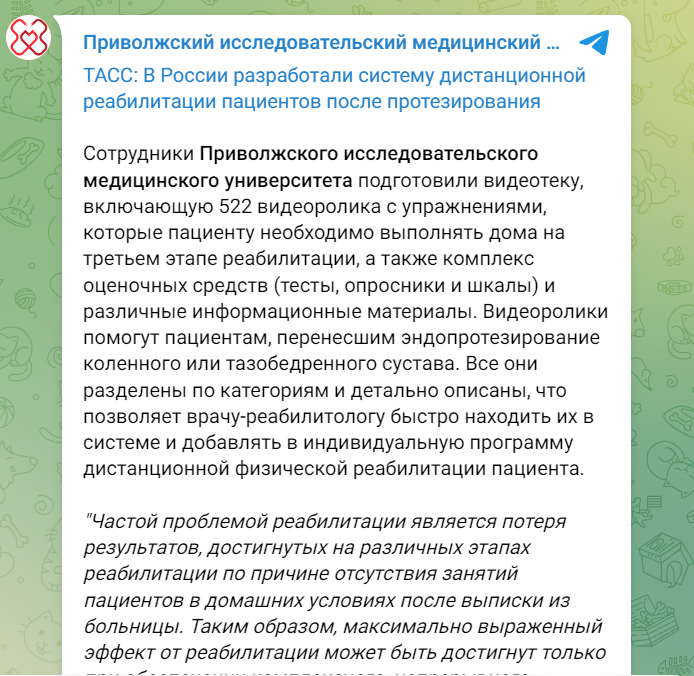 Приволжский исследовательский медицинский ...
ТАСС: В России разработали систему дистанционной
реабилитации пациентов после протезирования
Сотрудники Приволжского исследовательского
медицинского университета подготовили видеотеку,
включающую 522 видеоролика с упражнениями,
которые пациенту необходимо выполнять дома на
третьем этапе реабилитации, а также комплекс
оценочных средств (тесты, опросники и шкалы) и
различные информационные материалы. Видеоролики
помогут пациентам, перенесшим эндопротезирование
коленного или тазобедренного сустава. Все они
разделены по категориям и детально описаны, что
позволяет врачу-реабилитологу быстро находить их в
системе и добавлять в индивидуальную программу
дистанционной физической реабилитации пациента.
"Частой проблемой реабилитации является потеря
результатов, достигнутых на различных этапах
реабилитации по причине отсутствия занятий
пациентов в домашних условиях после выписки из
больницы. Таким образом, максимально выраженный
эффект от реабилитации может быть достигнут только